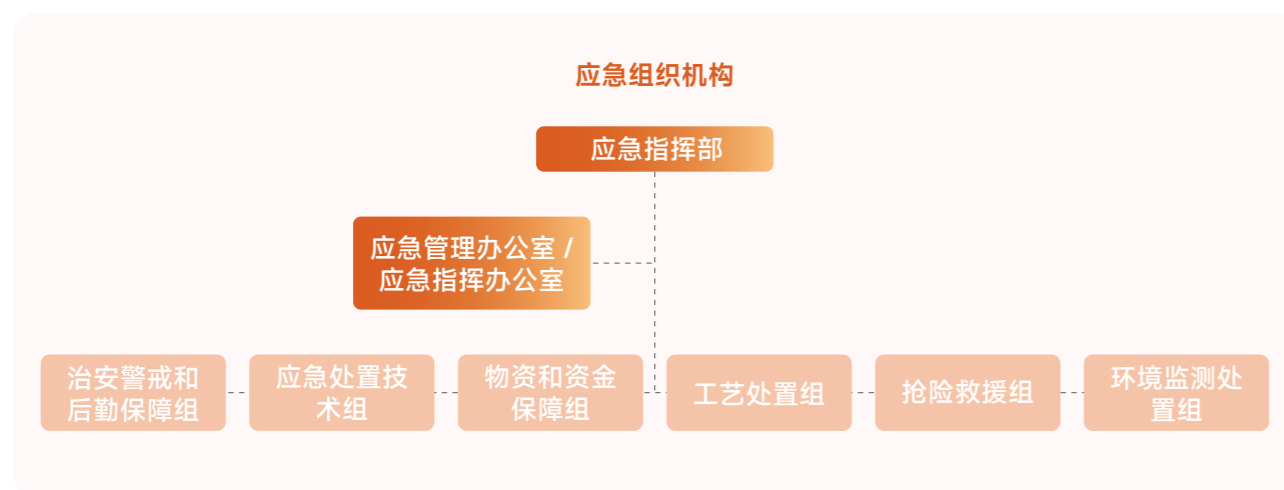 应急组织机构
应急指挥部
应急管理办公室 /
应急指挥办公室
治安警戒和
后勤保障组
应急处置技
术组
物资和资金
保障组
工艺处置组
抢险救援组
环境监测处
置组